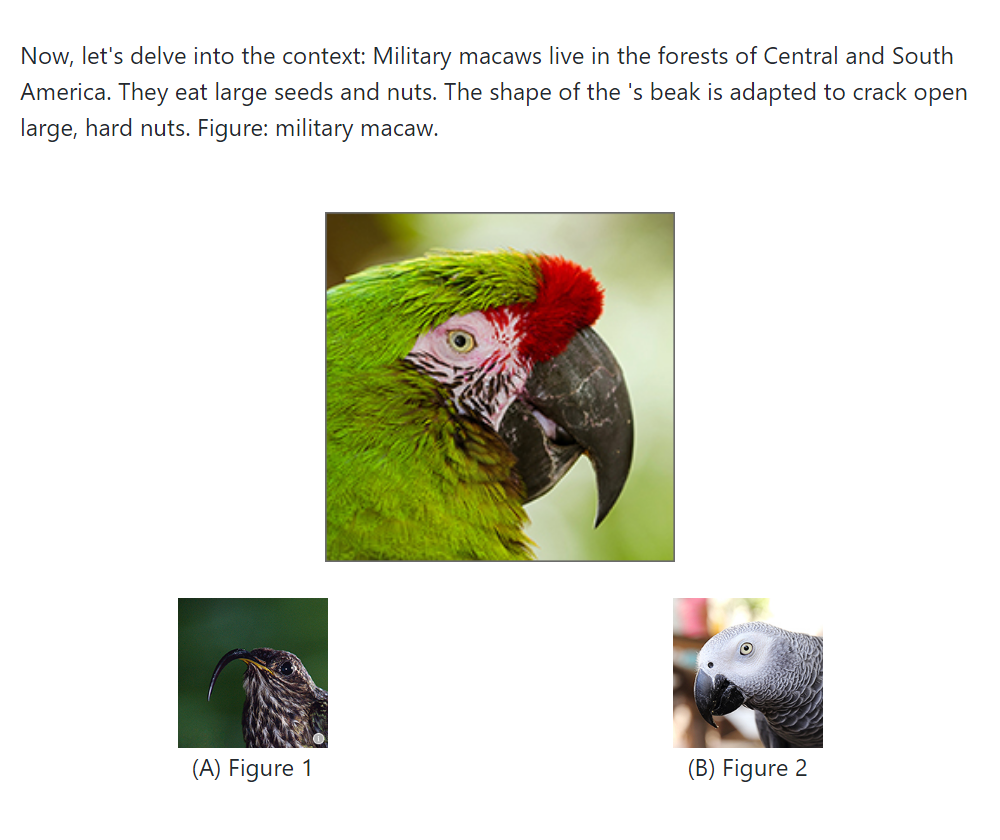 Now, let's delve into the context: Military macaws live in the forests of Central and South
America. They eat large seeds and nuts. The shape of the 's beak is adapted to crack open
large, hard nuts. Figure: military macaw.
(A) Figure 1
(B) Figure 2